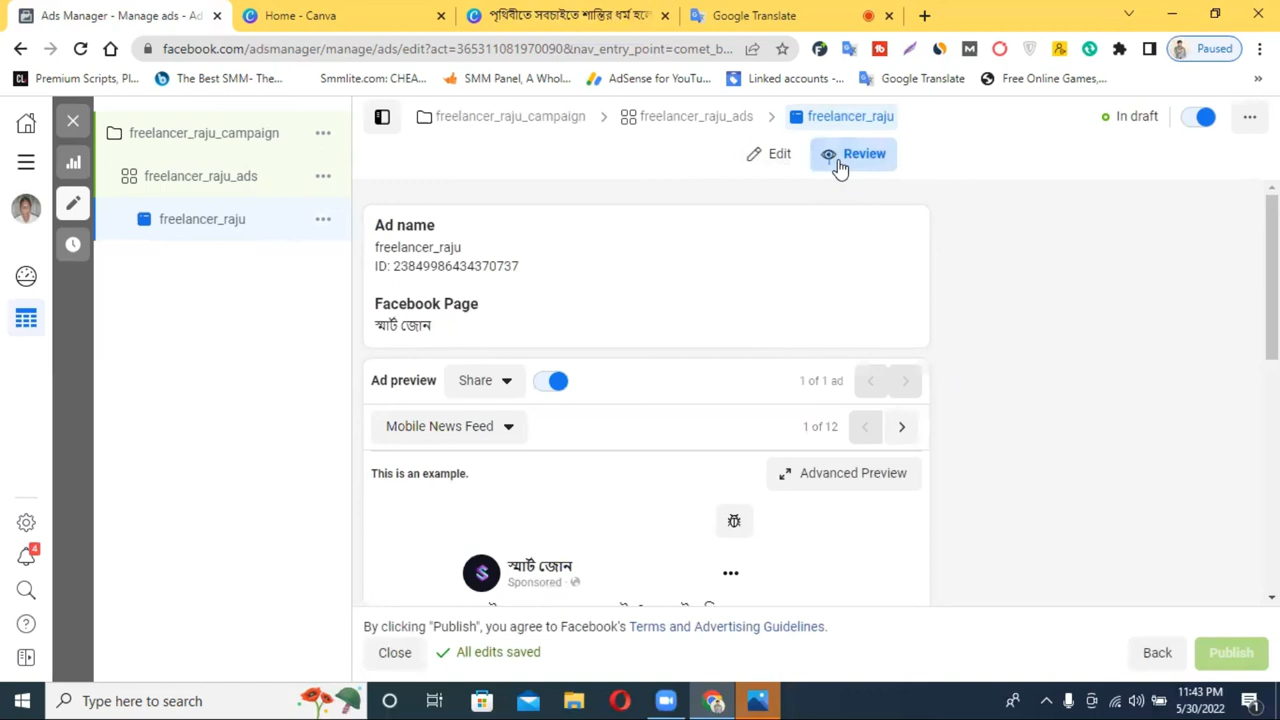 Ads Manager - Manage ads - Ad
Home - Canva
পৃথিবীতে সবচাইতে শান্তির ধর্ম হলে
Google Translate
facebook.com/adsmanager/manage/ads/edit?act=365311081970090&nav_entry_point=comet_b...
Paused
Premium Scripts, Pl...
The Best SMM- The...
Smmlite.com: CHEA...
SMM Panel, A Whol...
AdSense for YouTu...
Linked accounts -...
Google Translate
Free Online Games,...
freelancer_raju_campaign
freelancer_raju_ads
freelancer_raju
freelancer_raju_campaign
freelancer_raju_ads
freelancer_raju
In draft
Edit
Review
Ad name
freelancer_raju
ID: 23849986434370737
Facebook Page
স্মার্ট জোন
Ad preview
Share
1 of 1 ad
Mobile News Feed
1 of 12
This is an example.
Advanced Preview
স্মার্ট জোন
Sponsored
By clicking "Publish", you agree to Facebook's Terms and Advertising Guidelines.
Close
All edits saved
Back
Publish
4
Type here to search
11:43 PM
5/30/2022
1